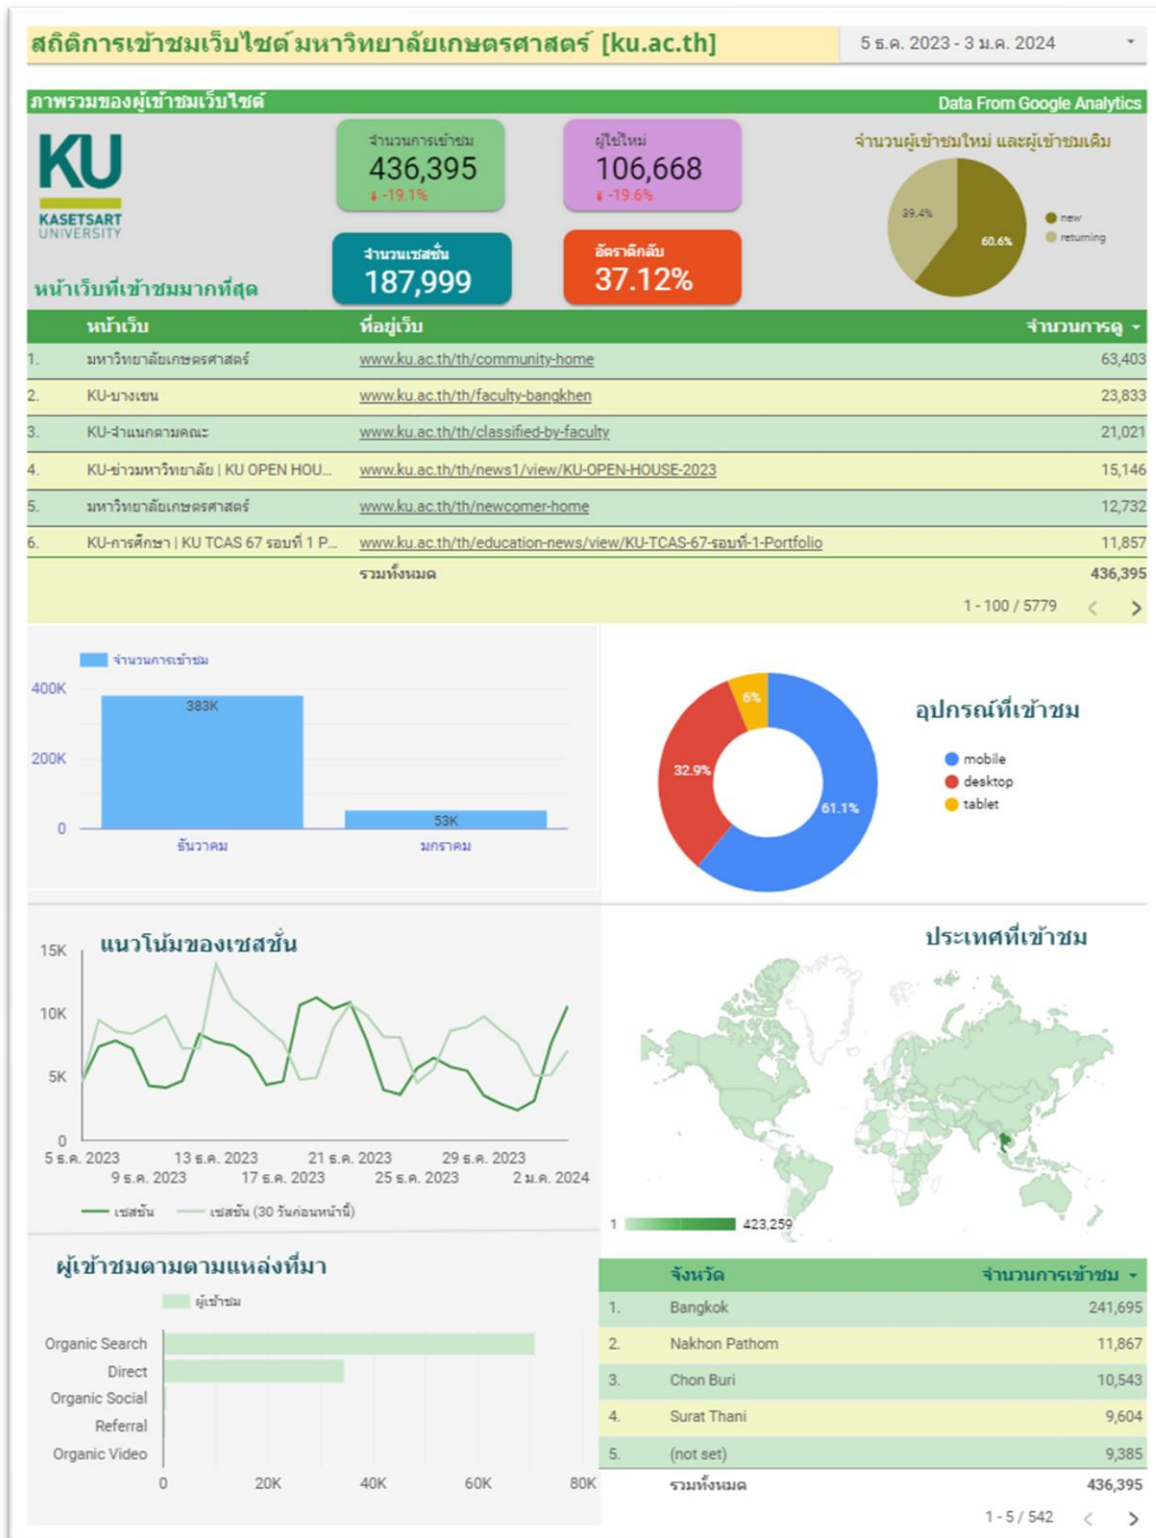 สถิติการเข้าชมเว็บไซต์มหาวิทยาลัยเกษตรศาสตร์ [ku.ac.th]
5 ธ.ค. 2023 - 3 ม.ค. 2024
ภาพรวมของผู้เข้าชมเว็บไซต์
Data From Google Analytics
KU
KASETSART
UNIVERSITY
จำนวนการเข้าชม
436,395
-19.1%
ผู้ใช้ใหม่
106,668
-19.6%
จำนวนเซสชั่น
187,999
อัตราตีกลับ
37.12%
จำนวนผู้เข้าชมใหม่ และผู้เข้าชมเดิม
39.4%
60.6%
new
returning
หน้าเว็บที่เข้าชมมากที่สุด
หน้าเว็บ ที่อยู่เว็บ จำนวนการดู
1. มหาวิทยาลัยเกษตรศาสตร์ www.ku.ac.th/th/community-home 63,403
2. KU-บางเขน www.ku.ac.th/th/faculty-bangkhen 23,833
3. KU-จำแนกตามคณะ www.ku.ac.th/th/classified-by-faculty 21,021
4. KU-ข่าวมหาวิทยาลัย | KU OPEN HOU... www.ku.ac.th/th/news1/view/KU-OPEN-HOUSE-2023 15,146
5. มหาวิทยาลัยเกษตรศาสตร์ www.ku.ac.th/th/newcomer-home 12,732
6. KU-การศึกษา | KU TCAS 67 รอบที่ 1 P... www.ku.ac.th/th/education-news/view/KU-TCAS-67-รอบที่-1-Portfolio 11,857
รวมทั้งหมด 436,395
1 - 100 / 5779
จำนวนการเข้าชม
400K
200K
0
383K
53K
ธันวาคม มกราคม
อุปกรณ์ที่เข้าชม
6%
32.9%
61.1%
mobile
desktop
tablet
แนวโน้มของเซสชั่น
15K
10K
5K
0
5 ธ.ค. 2023 13 ธ.ค. 2023 21 ธ.ค. 2023 29 ธ.ค. 2023
9 ธ.ค. 2023 17 ธ.ค. 2023 25 ธ.ค. 2023 2 ม.ค. 2024
เซสชัน เซสชัน (30 วันก่อนหน้านี้)
ประเทศที่เข้าชม
1 423,259
ผู้เข้าชมตามตามแหล่งที่มา
ผู้เข้าชม
Organic Search
Direct
Organic Social
Referral
Organic Video
0 20K 40K 60K 80K
จังหวัด จำนวนการเข้าชม
1. Bangkok 241,695
2. Nakhon Pathom 11,867
3. Chon Buri 10,543
4. Surat Thani 9,604
5. (not set) 9,385
รวมทั้งหมด 436,395
1 - 5 / 542